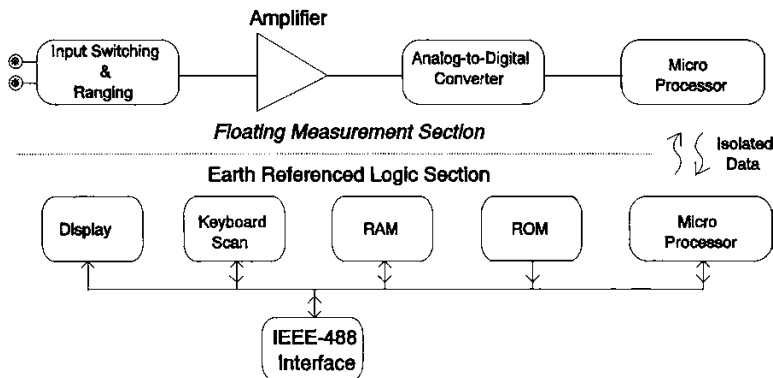 Amplifier
Input Switching
&
Ranging
Analog-to-Digital
Converter
Micro
Processor
Floating Measurement Section
Isolated
Data
Earth Referenced Logic Section
Display
Keyboard
Scan
RAM
ROM
Micro
Processor
IEEE-488
Interface